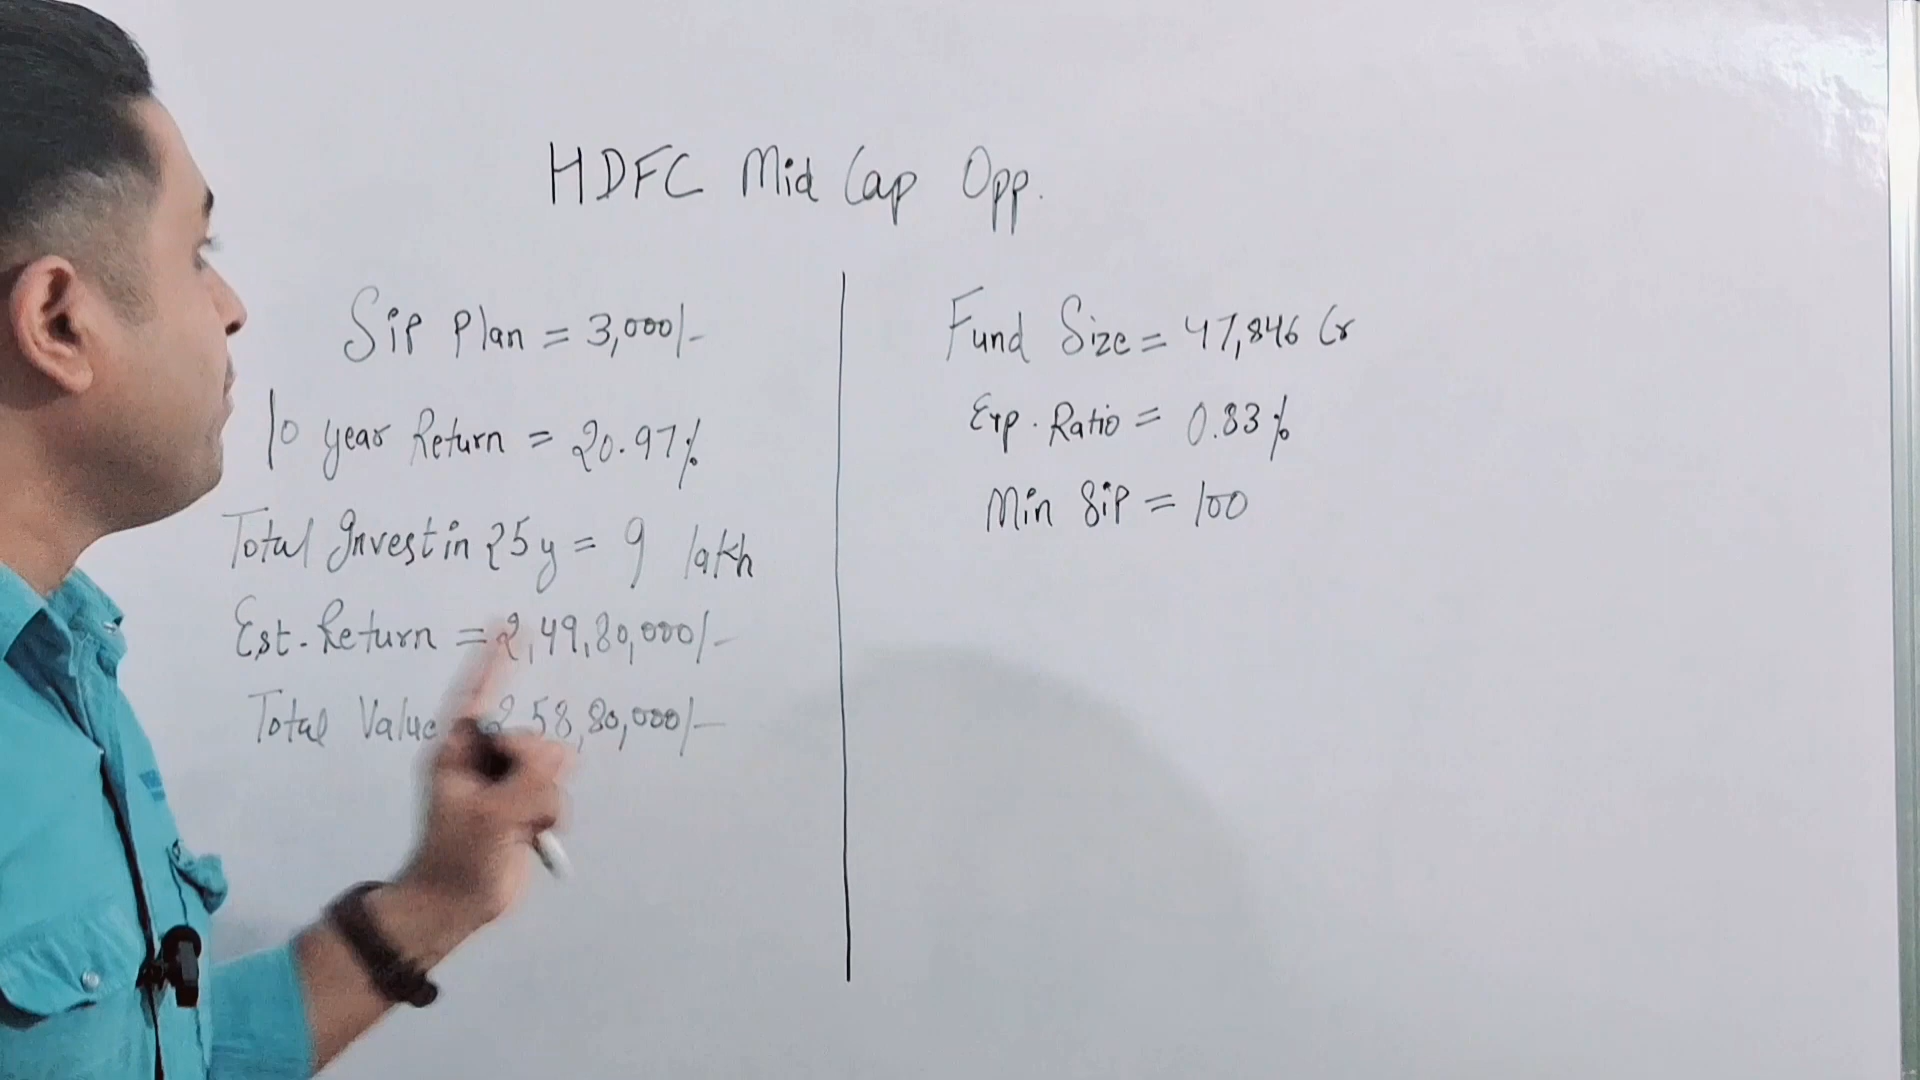 HDFC Mid Cap Opp.
Sip Plan = 3,000/-
10 year Return = 20.97%
Total Invest in 25y = 9 lakh
Est. Return = 2,49,80,000/-
Total Value 2,58,80,000/-
Fund Size = 47,846 Cr
Exp. Ratio = 0.83%
Min Sip = 100